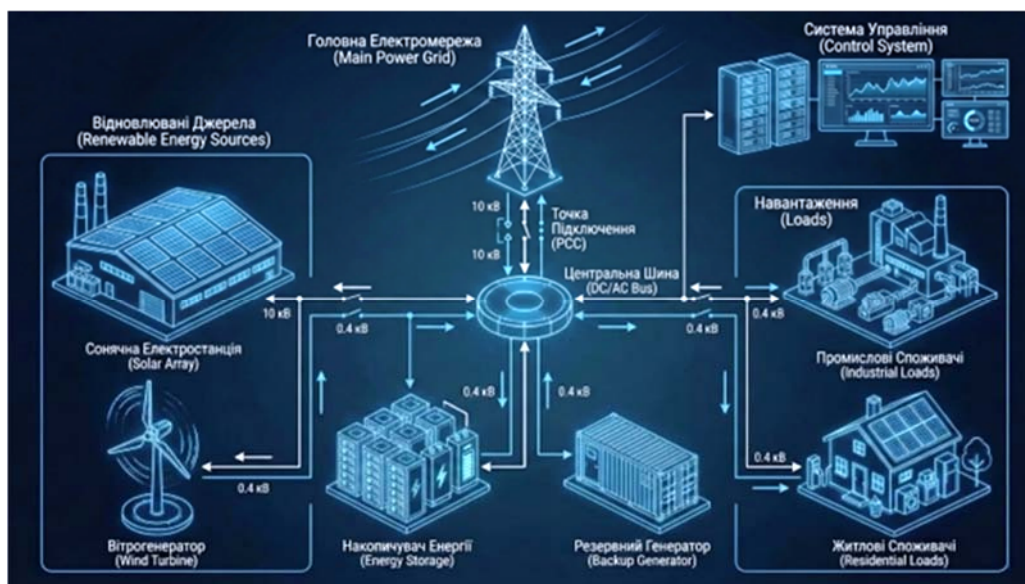 Головна Електромережа
(Main Power Grid)
Система Управління
(Control System)
Відновлювані Джерела
(Renewable Energy Sources)
10 кВ
10 кВ
Точка
Підключення
(PCC)
Навантаження
(Loads)
Центральна Шина
(DC/AC Bus)
10 кВ
0.4 кВ
0.4 кВ
0.4 кВ
Сонячна Електростанція
(Solar Array)
Промислові Споживачі
(Industrial Loads)
0.4 кВ
0.4 кВ
0.4 кВ
0.4 кВ
Вітрогенератор
(Wind Turbine)
Накопичувач Енергії
(Energy Storage)
Резервний Генератор
(Backup Generator)
Житлові Споживачі
(Residential Loads)